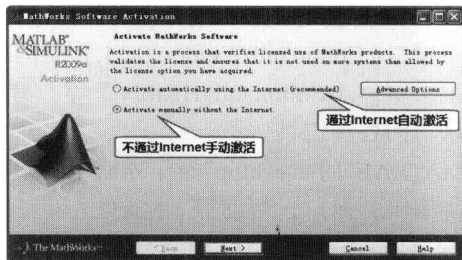 MathWorks Software Activation
MATLAB®
&SIMULINK®
R2009a
Activation
Activate MathWorks Software
Activation is a process that verifies licensed use of MathWorks products. This process
validates the license and ensures that it is not used on more systems than allowed by
the license option you have acquired.
Activate automatically using the Internet (recommended)
Advanced Options
Activate manually without the Internet
通过Internet自动激活
不通过Internet手动激活
The MathWorks
< Back
Next >
Cancel
Help